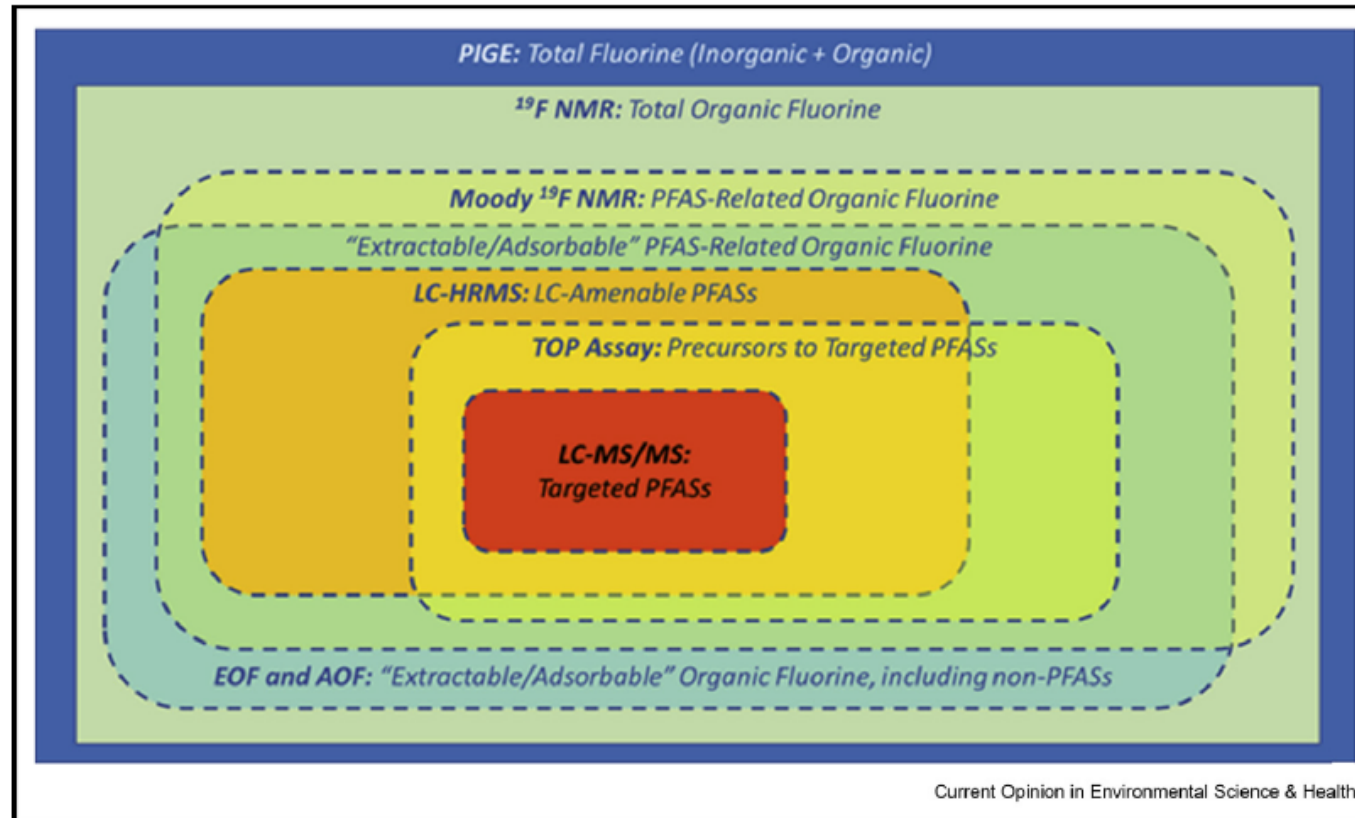 PIGE: Total Fluorine (Inorganic + Organic)
¹⁹F NMR: Total Organic Fluorine
Moody ¹⁹F NMR: PFAS-Related Organic Fluorine
“Extractable/Adsorbable” PFAS-Related Organic Fluorine
LC-HRMS: LC-Amenable PFASs
TOP Assay: Precursors to Targeted PFASs
LC-MS/MS:
Targeted PFASs
EOF and AOF: “Extractable/Adsorbable” Organic Fluorine, including non-PFASs
Current Opinion in Environmental Science & Health